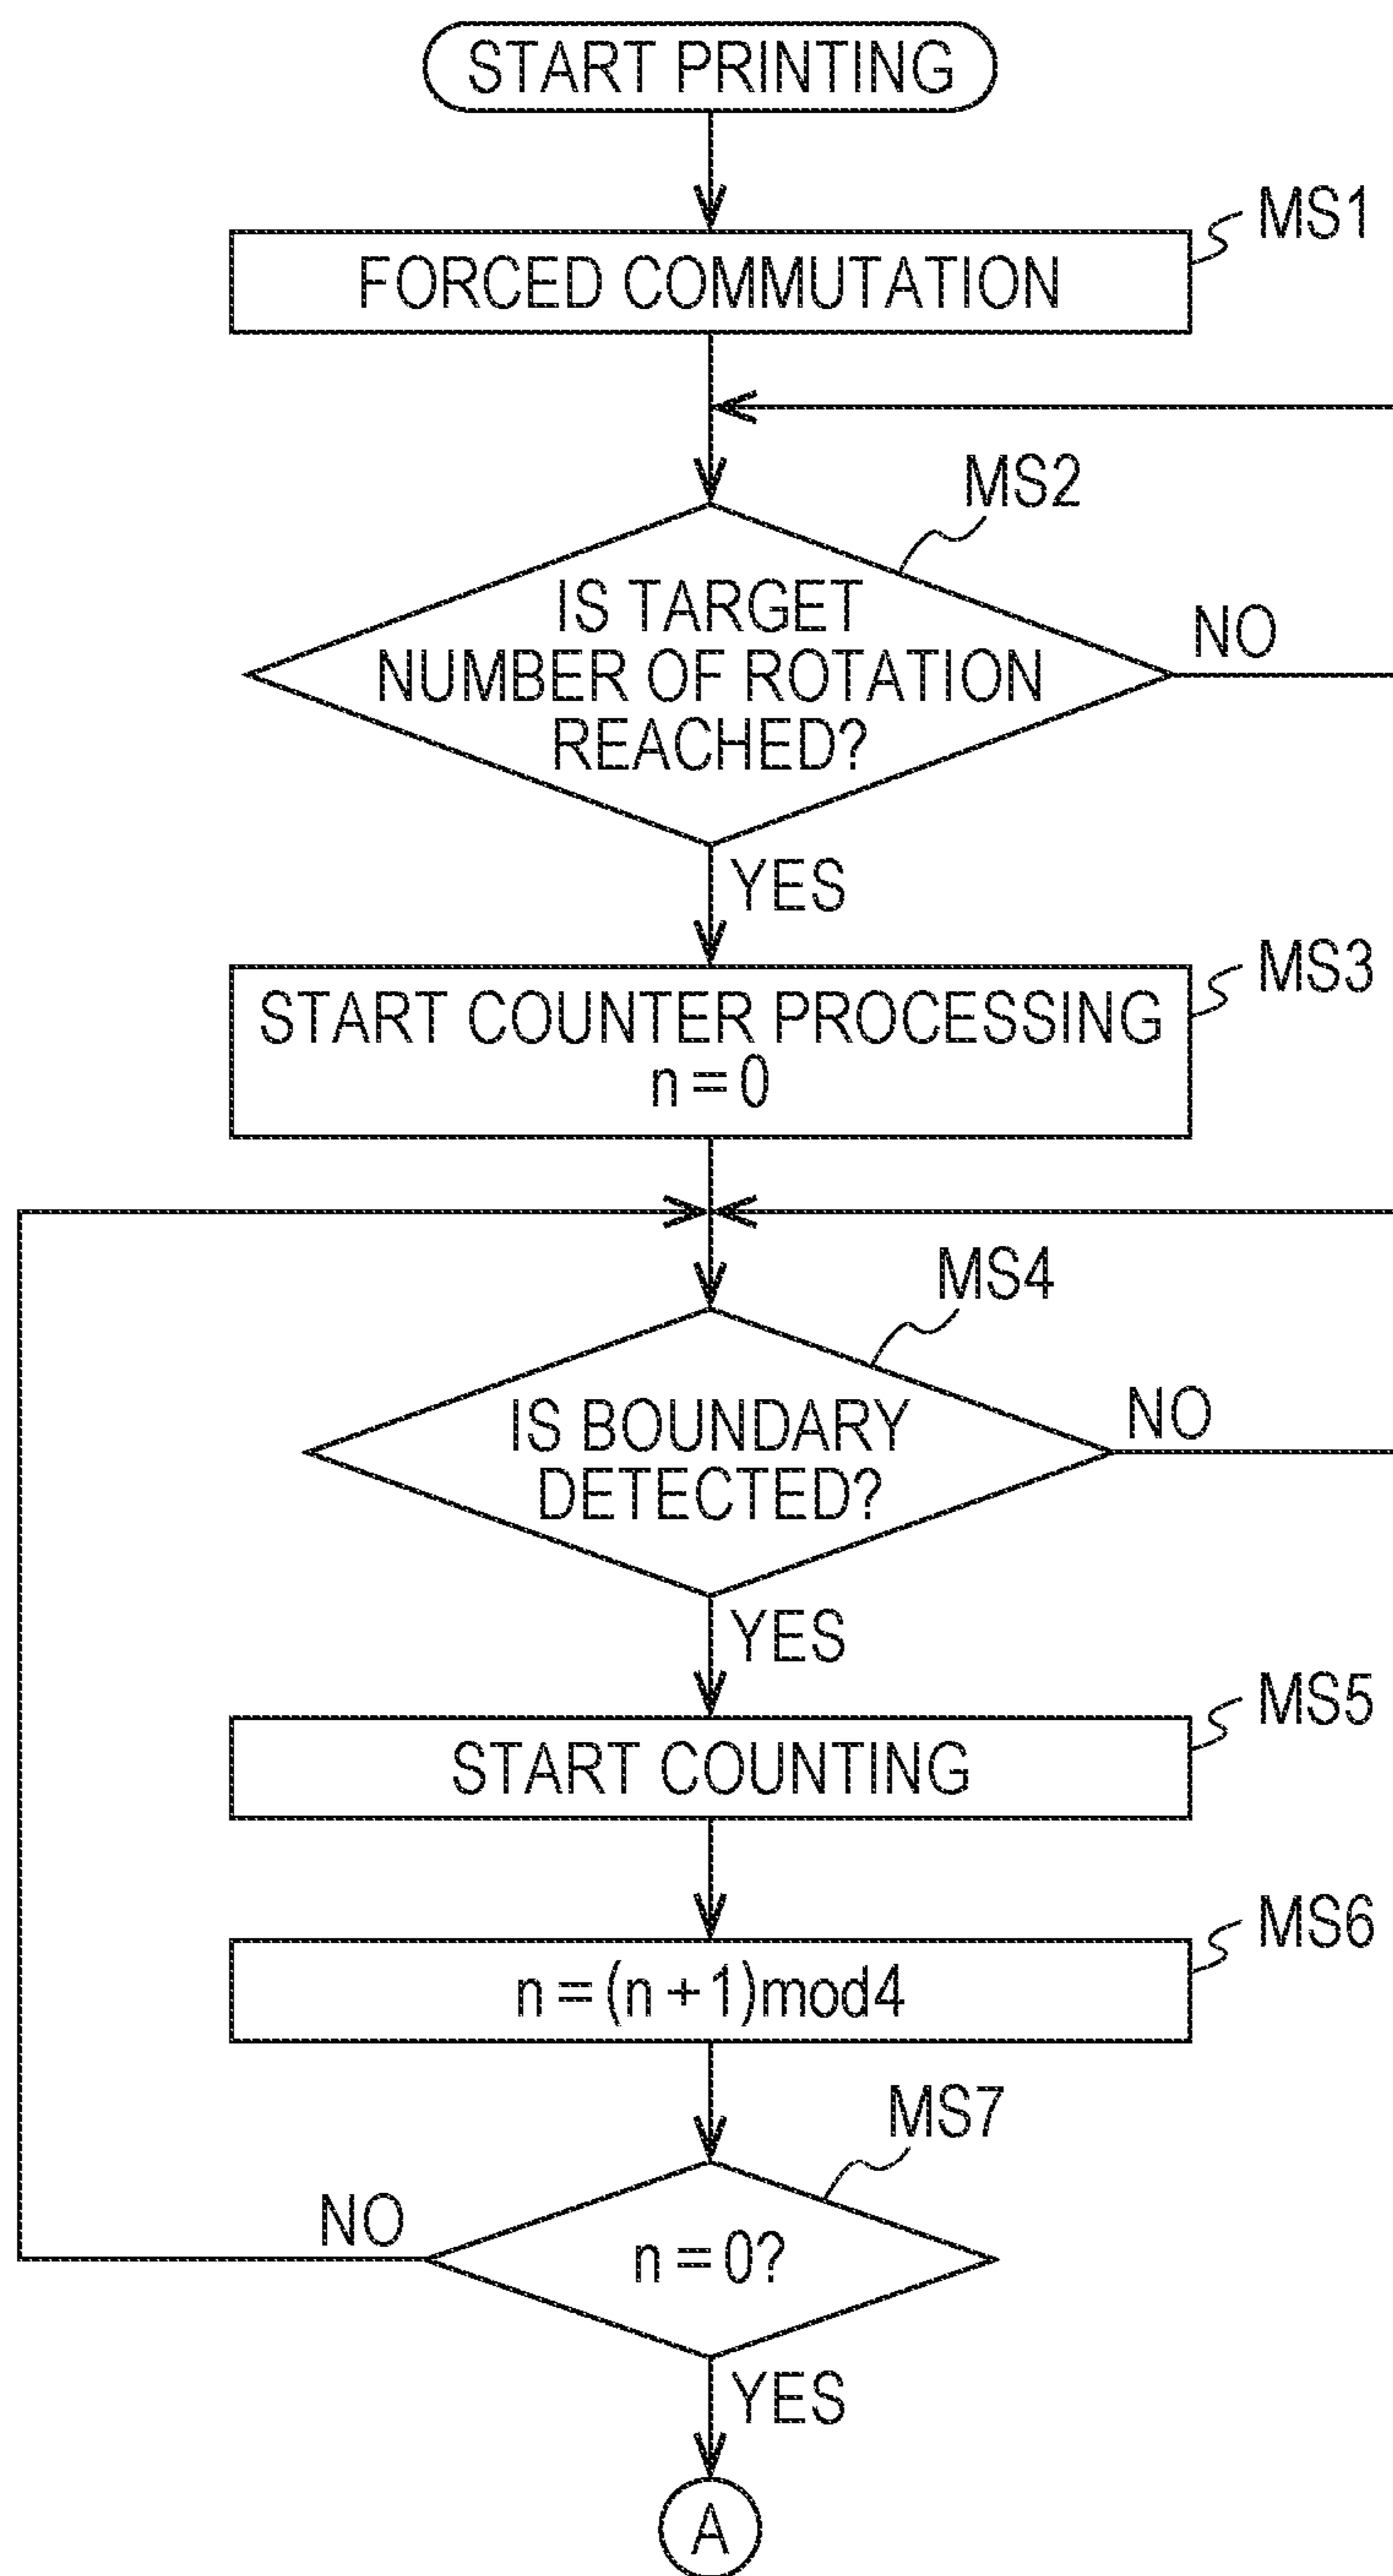 START PRINTING
MS1
FORCED COMMUTATION
MS2
IS TARGET
NUMBER OF ROTATION
REACHED?
NO
YES
MS3
START COUNTER PROCESSING
n=0
MS4
IS BOUNDARY
DETECTED?
NO
YES
MS5
START COUNTING
MS6
n=(n+1)mod4
MS7
NO
n=0?
YES
A